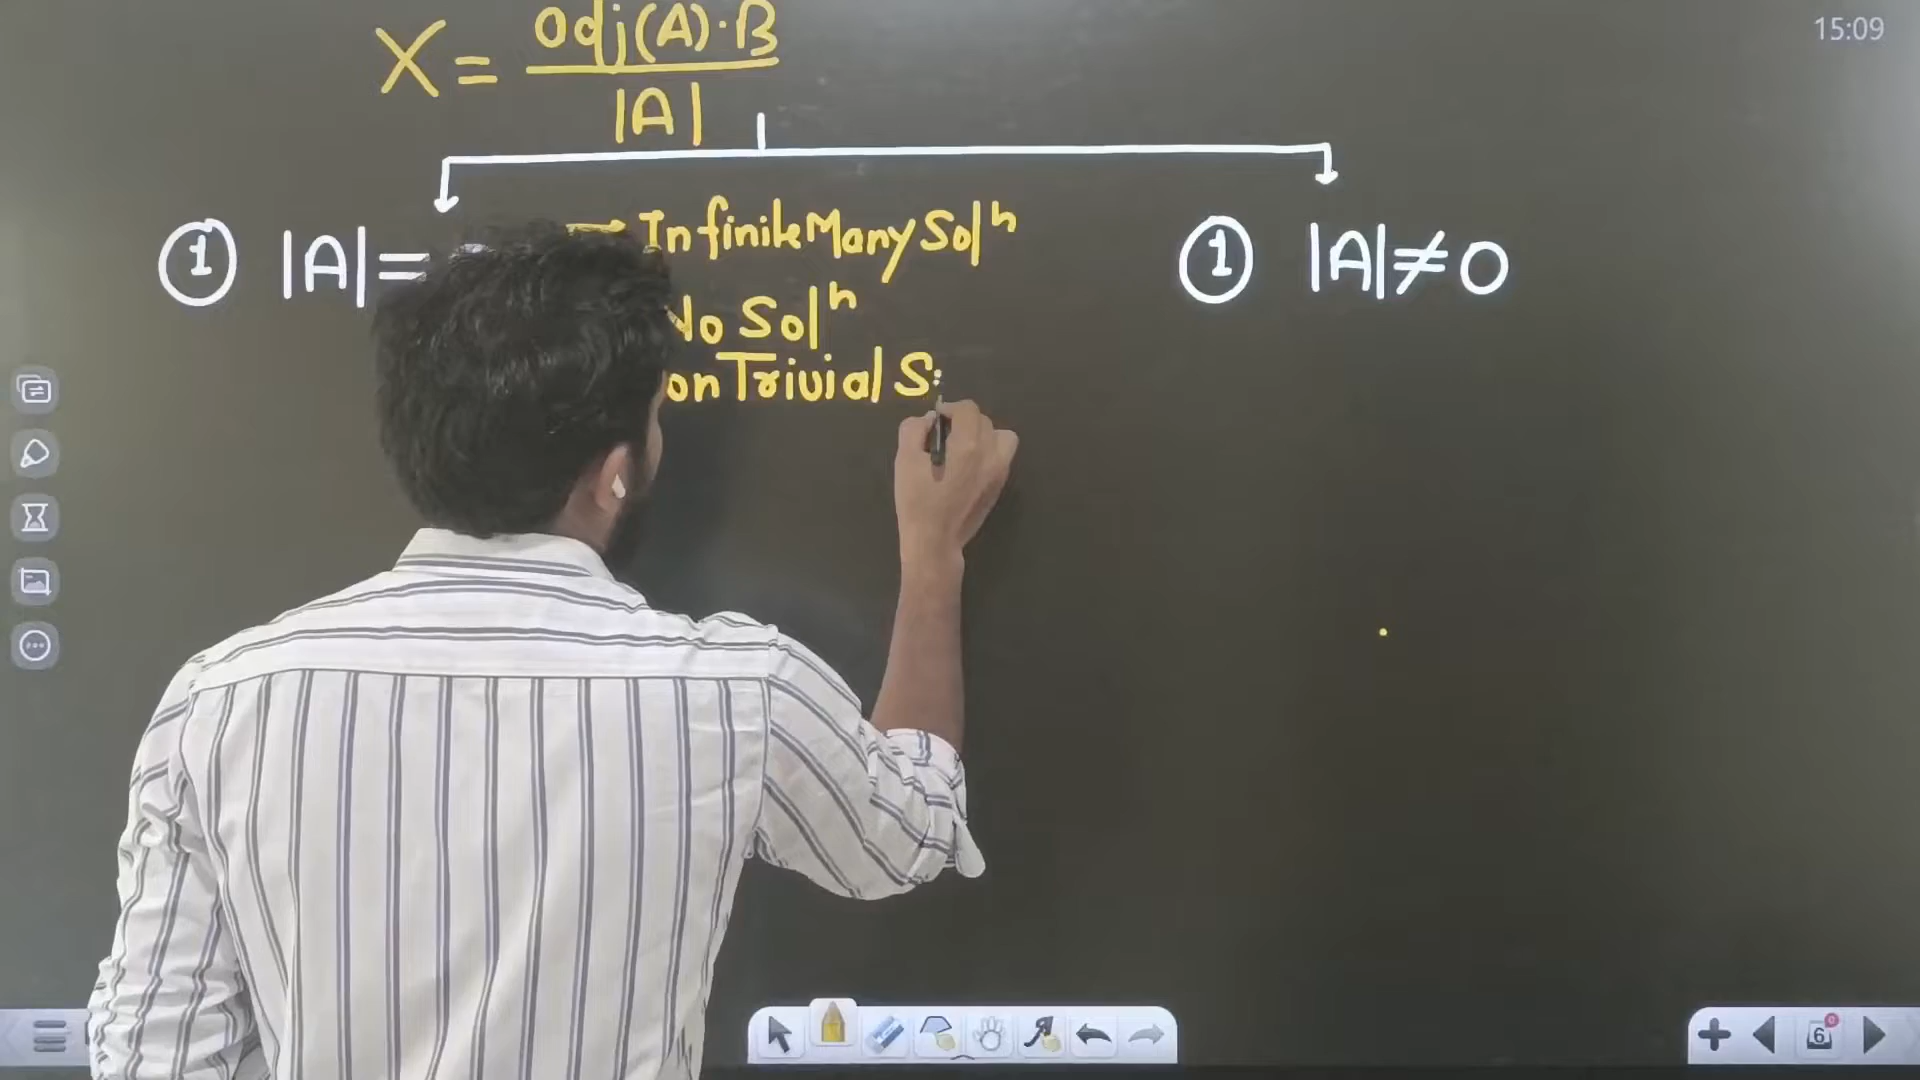 15:09
X = adj(A)·B
|A|
① |A|=
→ Infinite Many Solⁿ
No Solⁿ
on Trivial S
① |A|≠0
6